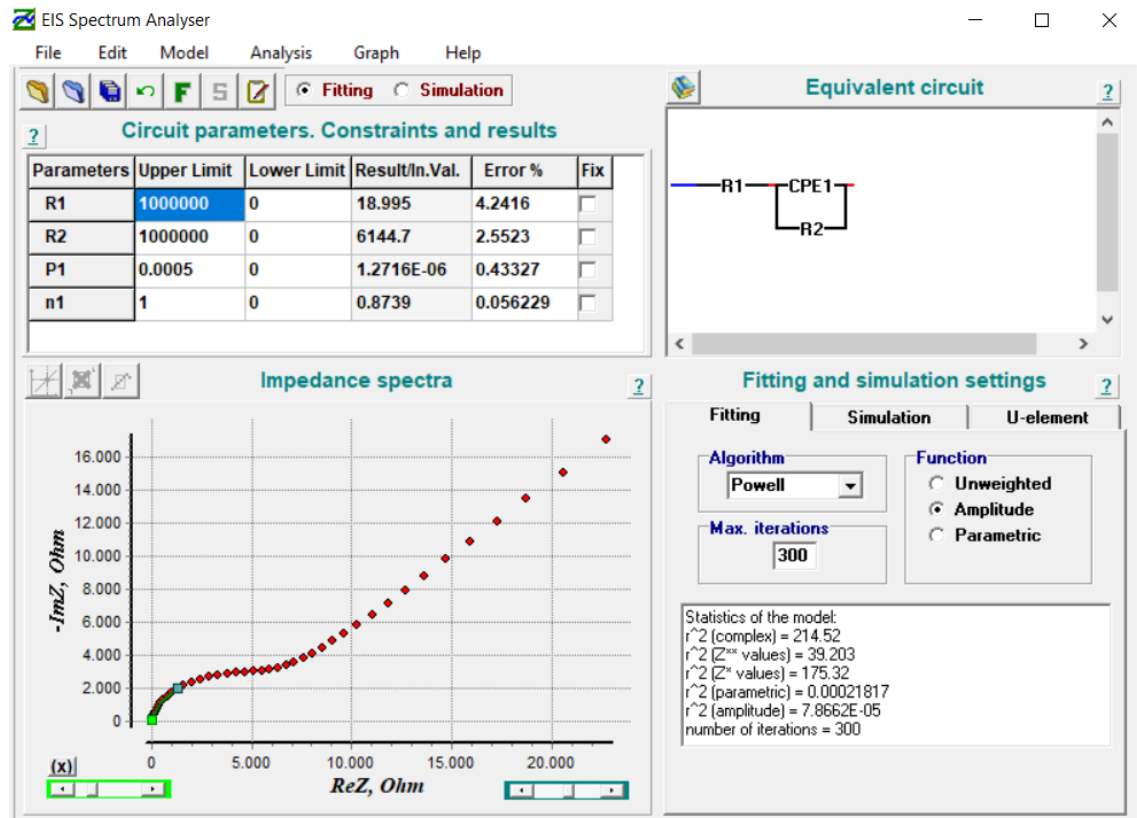 EIS Spectrum Analyser
File Edit Model Analysis Graph Help
F S Fitting Simulation
? Circuit parameters. Constraints and results
Parameters Upper Limit Lower Limit Result/In.Val. Error % Fix
R1 1000000 0 18.995 4.2416
R2 1000000 0 6144.7 2.5523
P1 0.0005 0 1.2716E-06 0.43327
n1 1 0 0.8739 0.056229
Equivalent circuit ?
R1 CPE1
R2
Impedance spectra ?
-ImZ, Ohm
16.000
14.000
12.000
10.000
8.000
6.000
4.000
2.000
0
0 5.000 10.000 15.000 20.000
(x)
ReZ, Ohm
Fitting and simulation settings ?
Fitting Simulation U-element
Algorithm
Powell
Max. iterations
300
Function
Unweighted
Amplitude
Parametric
Statistics of the model:
r^2 (complex) = 214.52
r^2 (Z** values) = 39.203
r^2 (Z* values) = 175.32
r^2 (parametric) = 0.00021817
r^2 (amplitude) = 7.8662E-05
number of iterations = 300